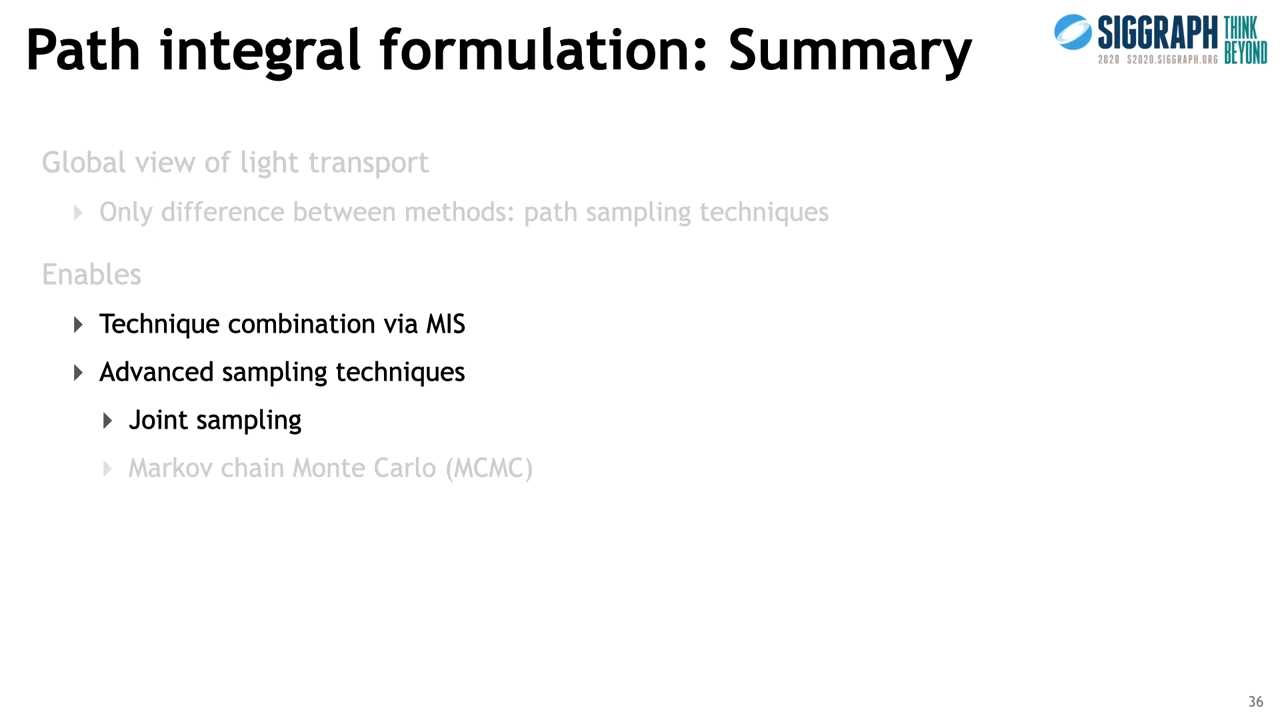 Path integral formulation: Summary
SIGGRAPH THINK BEYOND
2020 S2020.SIGGRAPH.ORG
Global view of light transport
Only difference between methods: path sampling techniques
Enables
Technique combination via MIS
Advanced sampling techniques
Joint sampling
Markov chain Monte Carlo (MCMC)
36